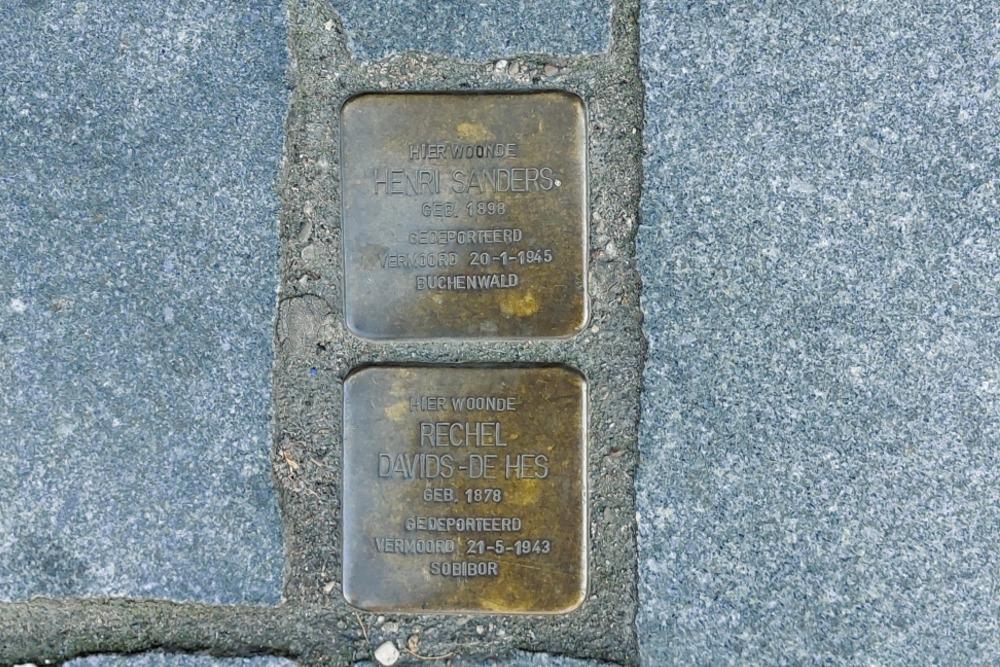 HIER WOONDE
HENRI SANDERS
GEB. 1898
GEDEPORTEERD
VERMOORD 20-1-1945
BUCHENWALD
HIER WOONDE
RECHEL
DAVIDS-DE HES
GEB. 1878
GEDEPORTEERD
VERMOORD 21-5-1943
SOBIBOR